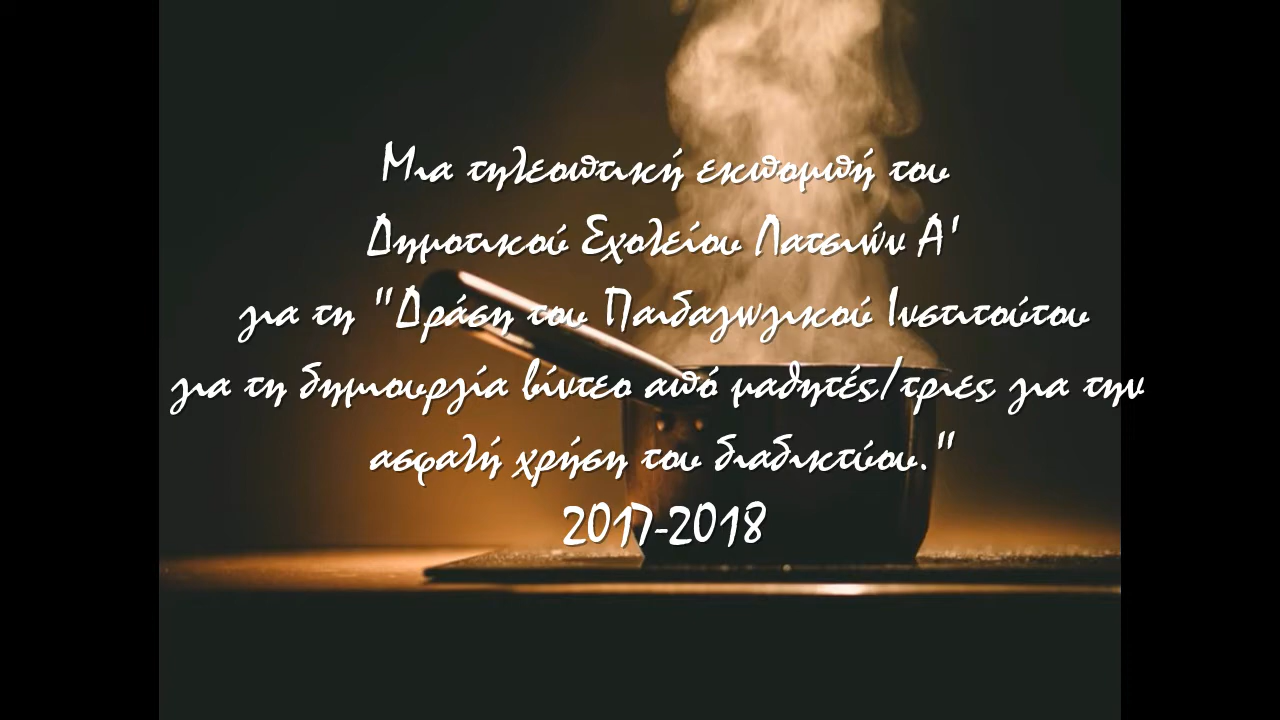 Μια τηλεοπτική εκπομπή του
Δημοτικού Σχολείου Λατσιών Α'
για τη "Δράση του Παιδαγωγικού Ινστιτούτου
για τη δημιουργία βίντεο από μαθητές/τριες για την
ασφαλή χρήση του διαδικτύου."
2017-2018